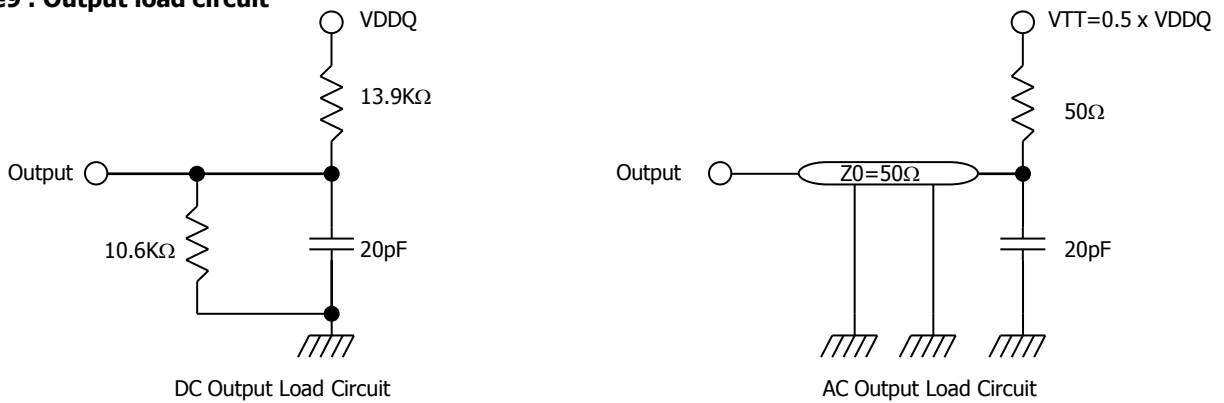 : Output load circuit
VDDQ
13.9KΩ
Output
10.6KΩ
20pF
DC Output Load Circuit
VTT=0.5 x VDDQ
50Ω
Output
Z0=50Ω
20pF
AC Output Load Circuit